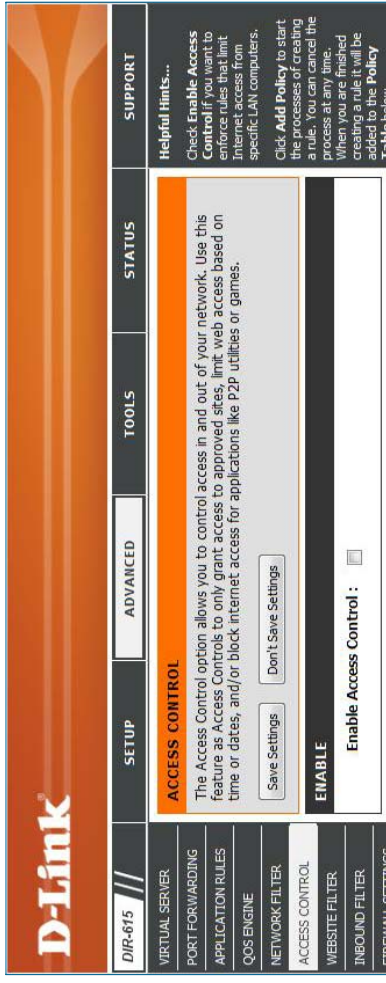 D-Link
DIR-615
SETUP
ADVANCED
TOOLS
STATUS
SUPPORT
VIRTUAL SERVER
PORT FORWARDING
APPLICATION RULES
QOS ENGINE
NETWORK FILTER
ACCESS CONTROL
WEBSITE FILTER
INBOUND FILTER
FIREWALL SETTINGS
ACCESS CONTROL
The Access Control option allows you to control access in and out of your network. Use this
feature as Access Controls to only grant access to approved sites, limit web access based on
time or dates, and/or block internet access for applications like P2P utilities or games.
Save Settings
Don't Save Settings
ENABLE
Enable Access Control :
Helpful Hints...
Check Enable Access
Control if you want to
enforce rules that limit
Internet access from
specific LAN computers.
Click Add Policy to start
the processes of creating
a rule. You can cancel the
process at any time.
When you are finished
creating a rule it will be
added to the Policy